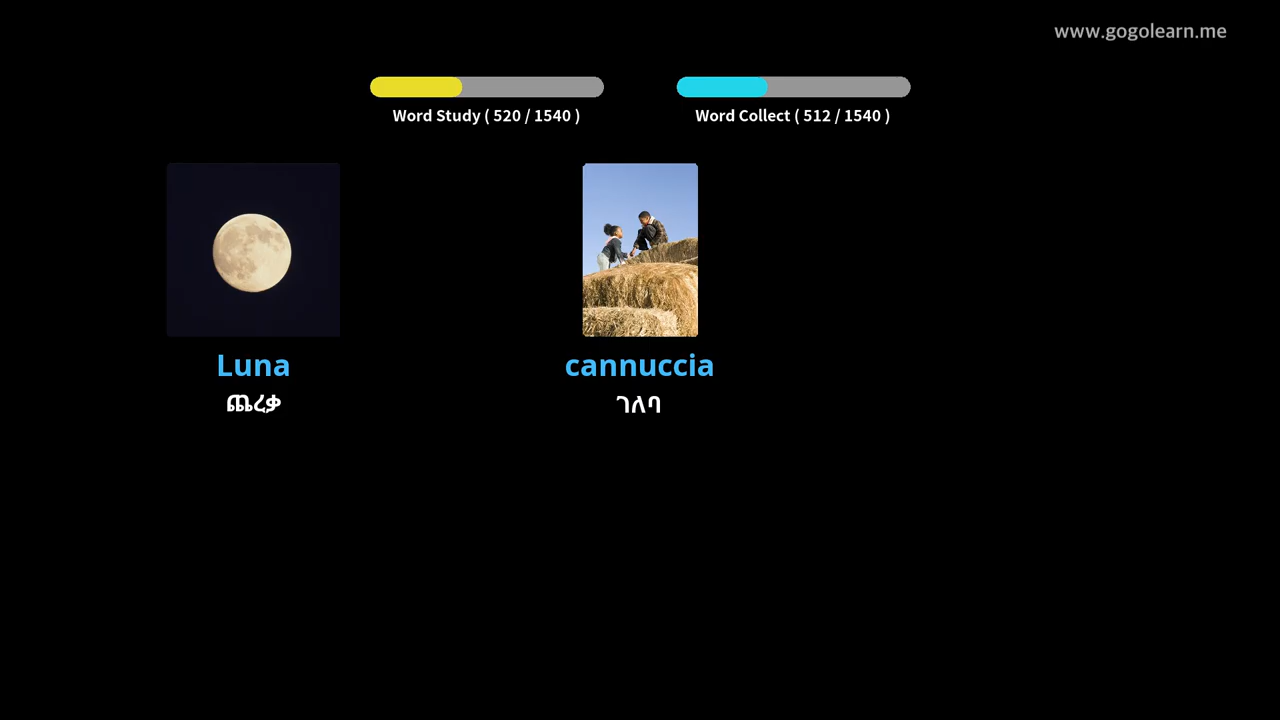 www.gogolearn.me
Word Study ( 520 / 1540 )
Word Collect ( 512 / 1540 )
Luna
ጨረቃ
cannuccia
ገለባ